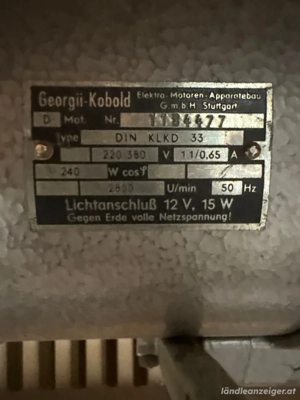 Georgii-Kobold Elektro-Motoren-Apparatebau
G.m.b.H. Stuttgart
D Mot. Nr. 1184477
Type DIN KLKD 33
220/380 V 1.1/0,65 A
240 W cosφ
2800 U/min 50 Hz
Lichtanschluß 12 V, 15 W
Gegen Erde volle Netzspannung!
ländleanzeiger.at